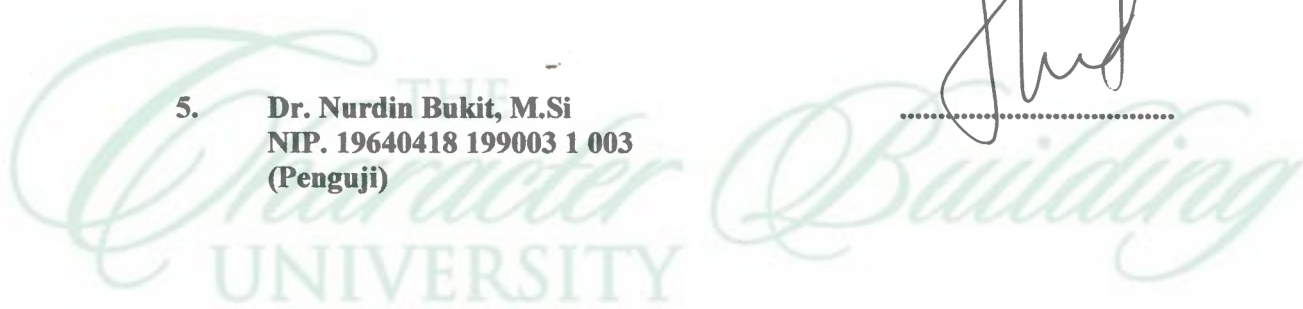 5. Dr. Nurdin Bukit, M.Si ....................................
NIP. 19640418 199003 1 003
(Penguji)
THE
Character Building
UNIVERSITY